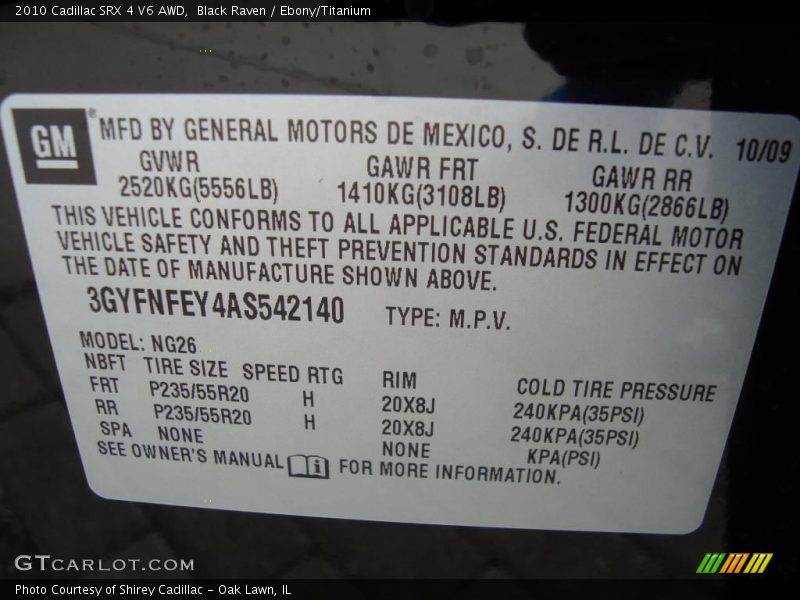 2010 Cadillac SRX 4 V6 AWD, Black Raven / Ebony/Titanium
GM ® MFD BY GENERAL MOTORS DE MEXICO, S. DE R.L. DE C.V. 10/09
GVWR GAWR FRT GAWR RR
2520KG(5556LB) 1410KG(3108LB) 1300KG(2866LB)
THIS VEHICLE CONFORMS TO ALL APPLICABLE U.S. FEDERAL MOTOR
VEHICLE SAFETY AND THEFT PREVENTION STANDARDS IN EFFECT ON
THE DATE OF MANUFACTURE SHOWN ABOVE.
3GYFNFEY4AS542140 TYPE: M.P.V.
MODEL: NG26
NBFT TIRE SIZE SPEED RTG RIM COLD TIRE PRESSURE
FRT P235/55R20 H 20X8J 240KPA(35PSI)
RR P235/55R20 H 20X8J 240KPA(35PSI)
SPA NONE NONE KPA(PSI)
SEE OWNER'S MANUAL i FOR MORE INFORMATION.
GTCARLOT.COM
Photo Courtesy of Shirey Cadillac - Oak Lawn, IL